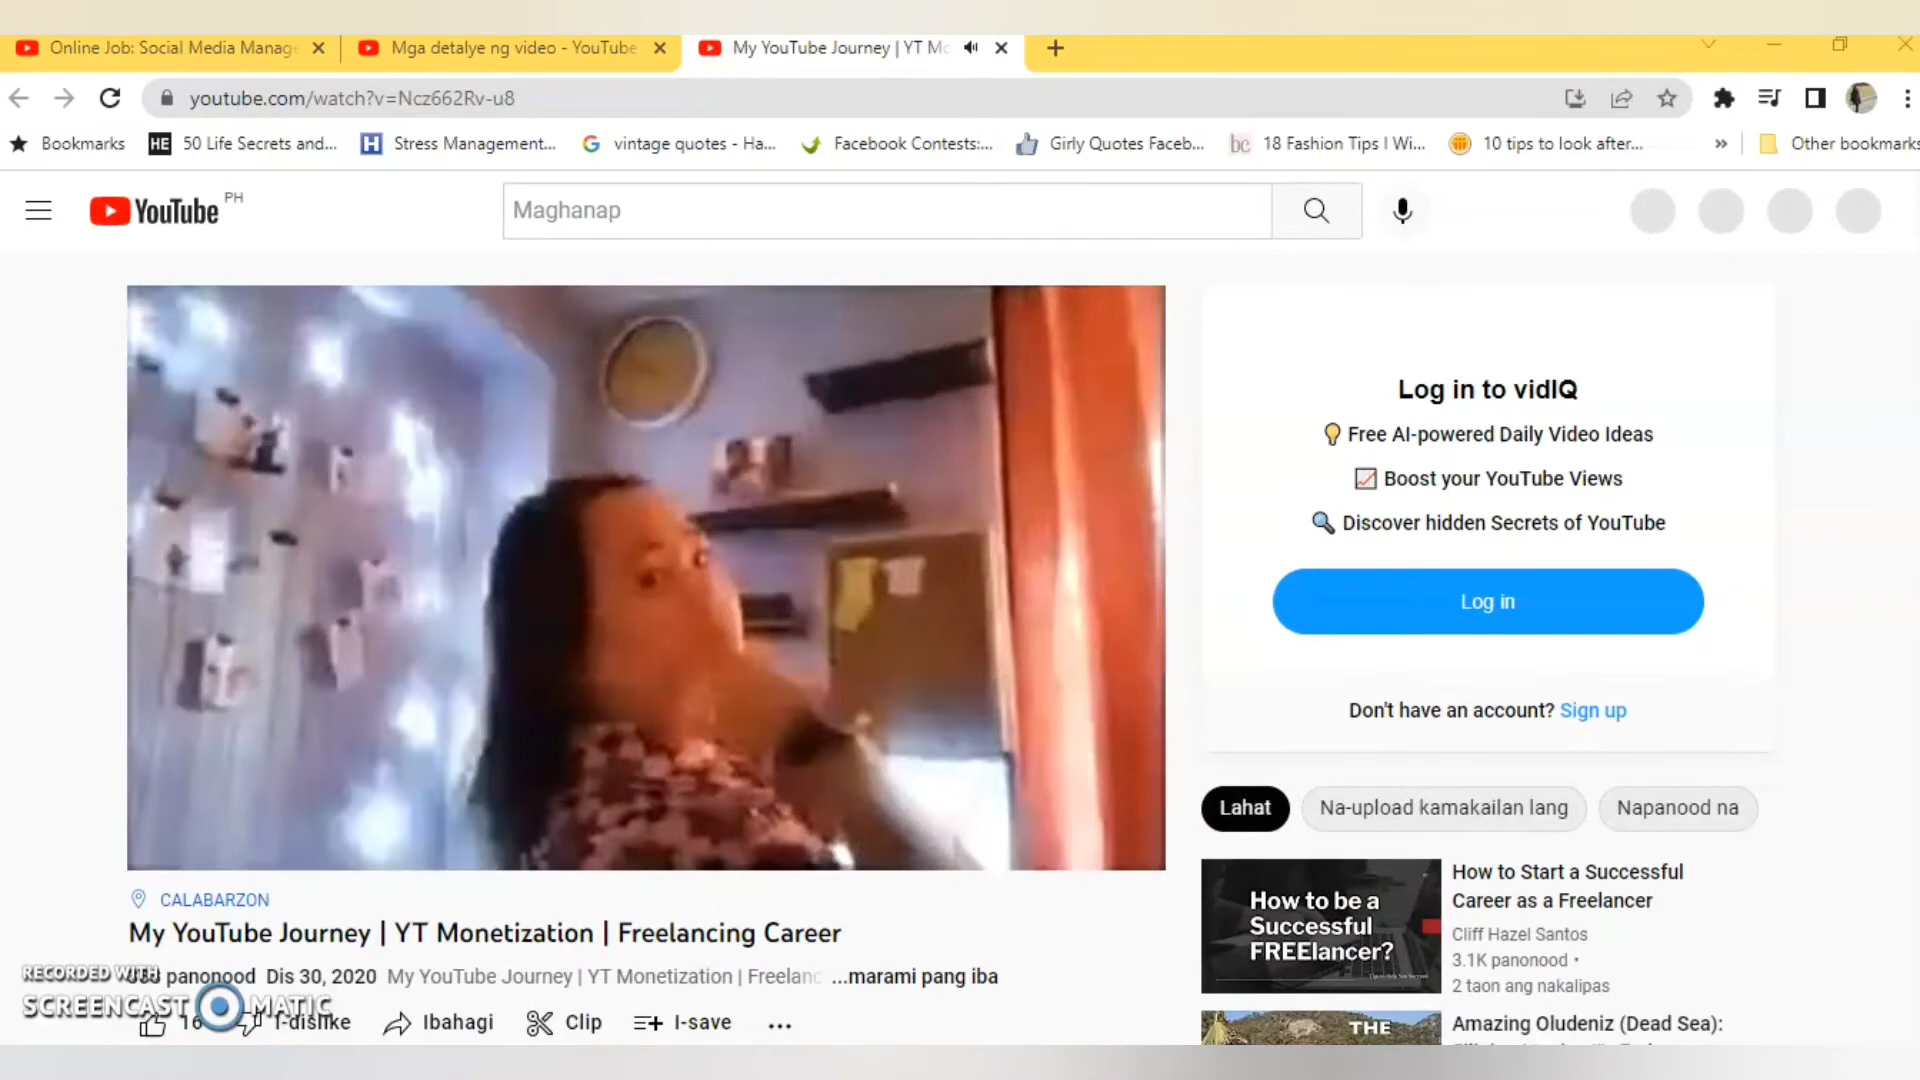 Online Job: Social Media Manag
Mga detalye ng video - YouTube
My YouTube Journey | YT Mo
youtube.com/watch?v=Ncz662Rv-u8
Bookmarks
HE 50 Life Secrets and...
H Stress Management...
vintage quotes - Ha...
Facebook Contests:...
Girly Quotes Faceb...
bc 18 Fashion Tips I Wi...
10 tips to look after...
Other bookmarks
YouTube PH
Maghanap
Log in to vidIQ
Free AI-powered Daily Video Ideas
Boost your YouTube Views
Discover hidden Secrets of YouTube
Log in
Don't have an account? Sign up
Lahat
Na-upload kamakailan lang
Napanood na
How to be a
Successful
FREElancer?
How to Start a Successful
Career as a Freelancer
Cliff Hazel Santos
3.1K panonood •
2 taon ang nakalipas
THE
Amazing Oludeniz (Dead Sea):
CALABARZON
My YouTube Journey | YT Monetization | Freelancing Career
panonood Dis 30, 2020 My YouTube Journey | YT Monetization | Freelanc ...marami pang iba
16 I-dislike Ibahagi Clip I-save ...
RECORDED WITH
SCREENCAST MATIC